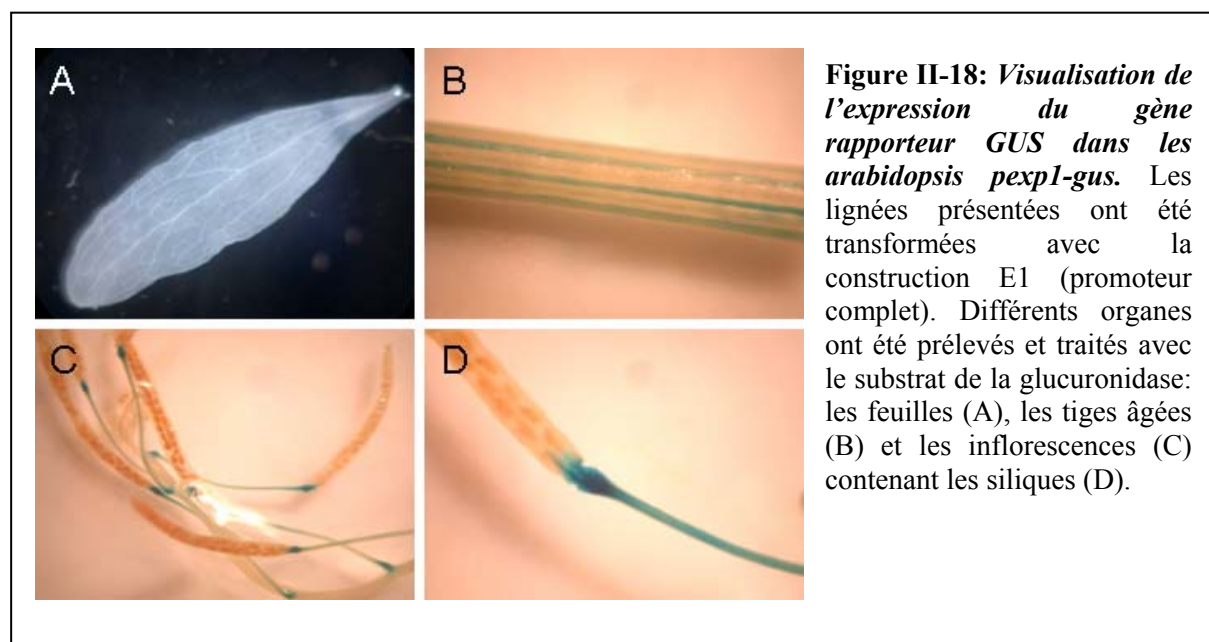 A
B
C
D
Figure II-18: Visualisation de
l’expression du gène
rapporteur GUS dans les
arabidopsis pexp1-gus. Les
lignées présentées ont été
transformées avec la
construction E1 (promoteur
complet). Différents organes
ont été prélevés et traités avec
le substrat de la glucuronidase:
les feuilles (A), les tiges âgées
(B) et les inflorescences (C)
contenant les siliques (D).